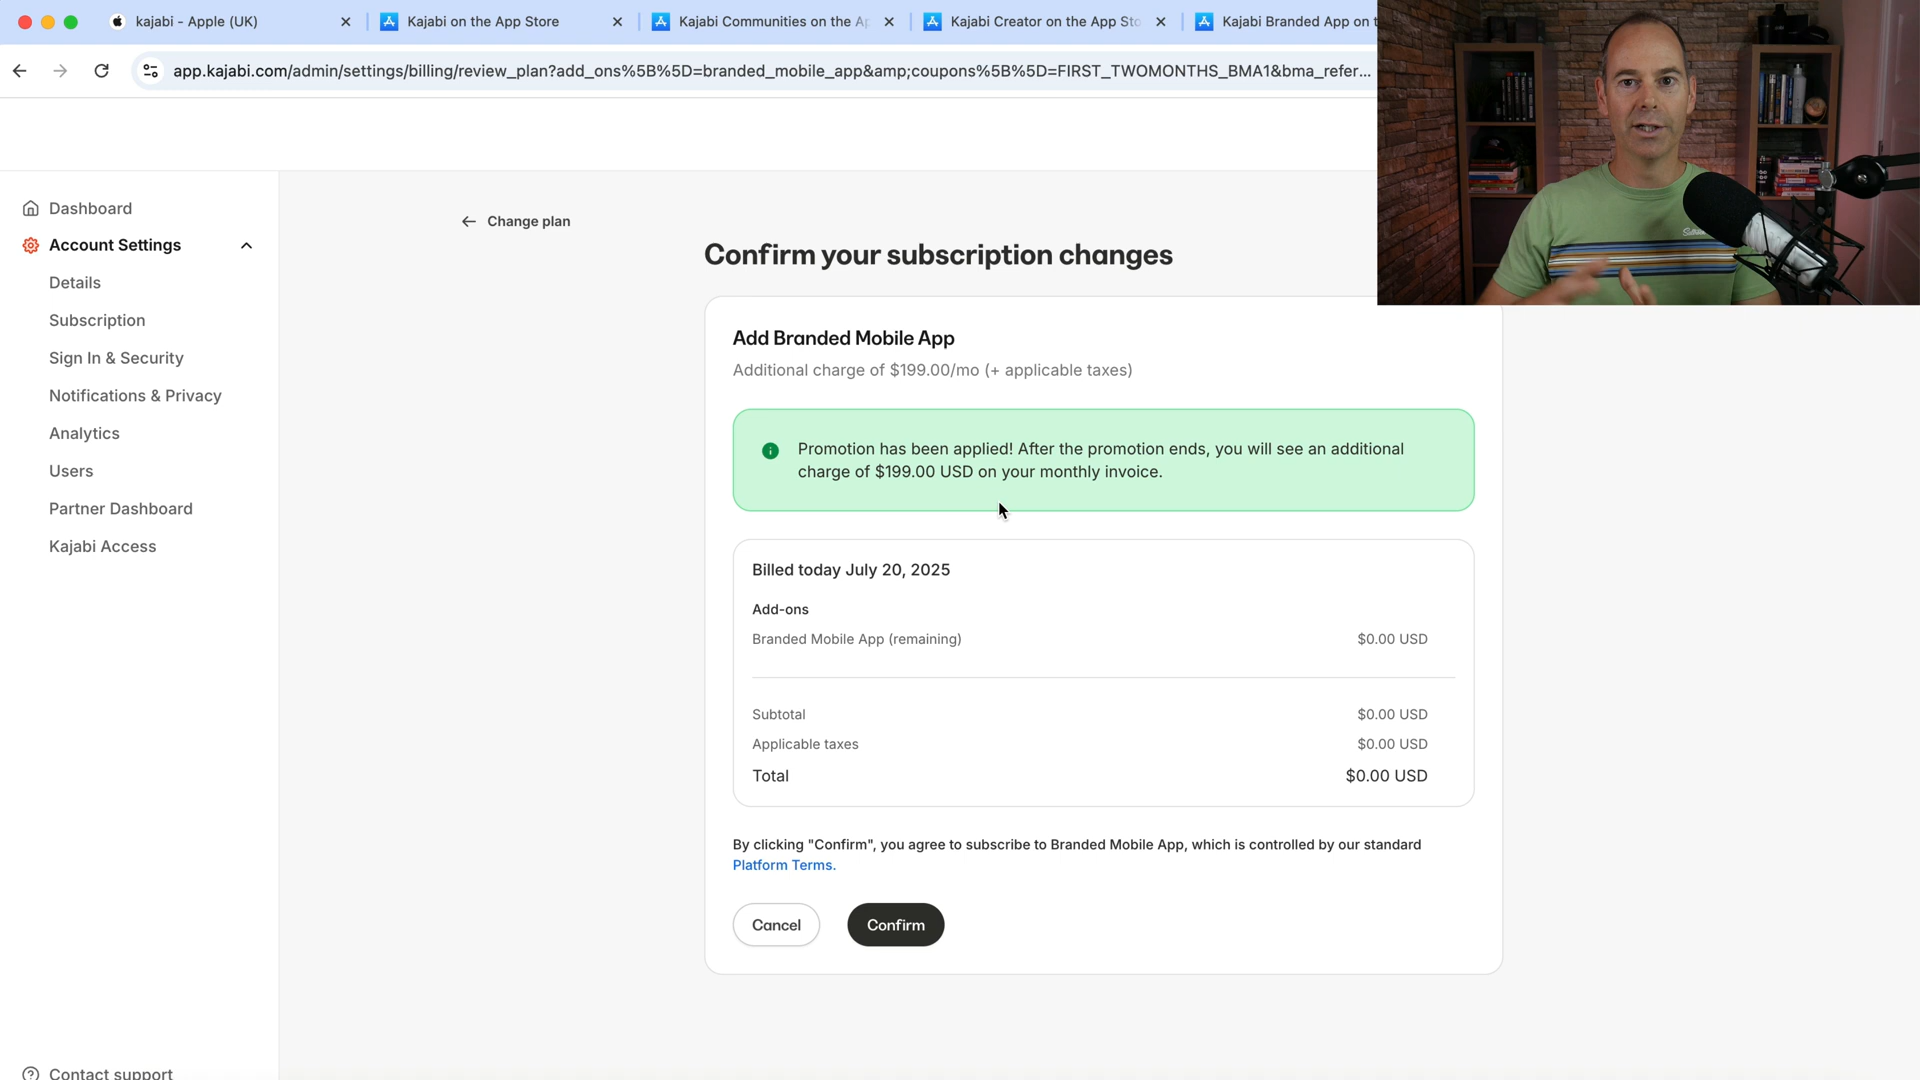 kajabi - Apple (UK)
Kajabi on the App Store
Kajabi Communities on the Ap
Kajabi Creator on the App Sto
Kajabi Branded App on t
app.kajabi.com/admin/settings/billing/review_plan?add_ons%5B%5D=branded_mobile_app&amp;coupons%5B%5D=FIRST_TWOMONTHS_BMA1&bma_refer...
Dashboard
Account Settings
Details
Subscription
Sign In & Security
Notifications & Privacy
Analytics
Users
Partner Dashboard
Kajabi Access
Contact support
Change plan
Confirm your subscription changes
Add Branded Mobile App
Additional charge of $199.00/mo (+ applicable taxes)
Promotion has been applied! After the promotion ends, you will see an additional
charge of $199.00 USD on your monthly invoice.
Billed today July 20, 2025
Add-ons
Branded Mobile App (remaining) $0.00 USD
Subtotal $0.00 USD
Applicable taxes $0.00 USD
Total $0.00 USD
By clicking "Confirm", you agree to subscribe to Branded Mobile App, which is controlled by our standard
Platform Terms.
Cancel
Confirm